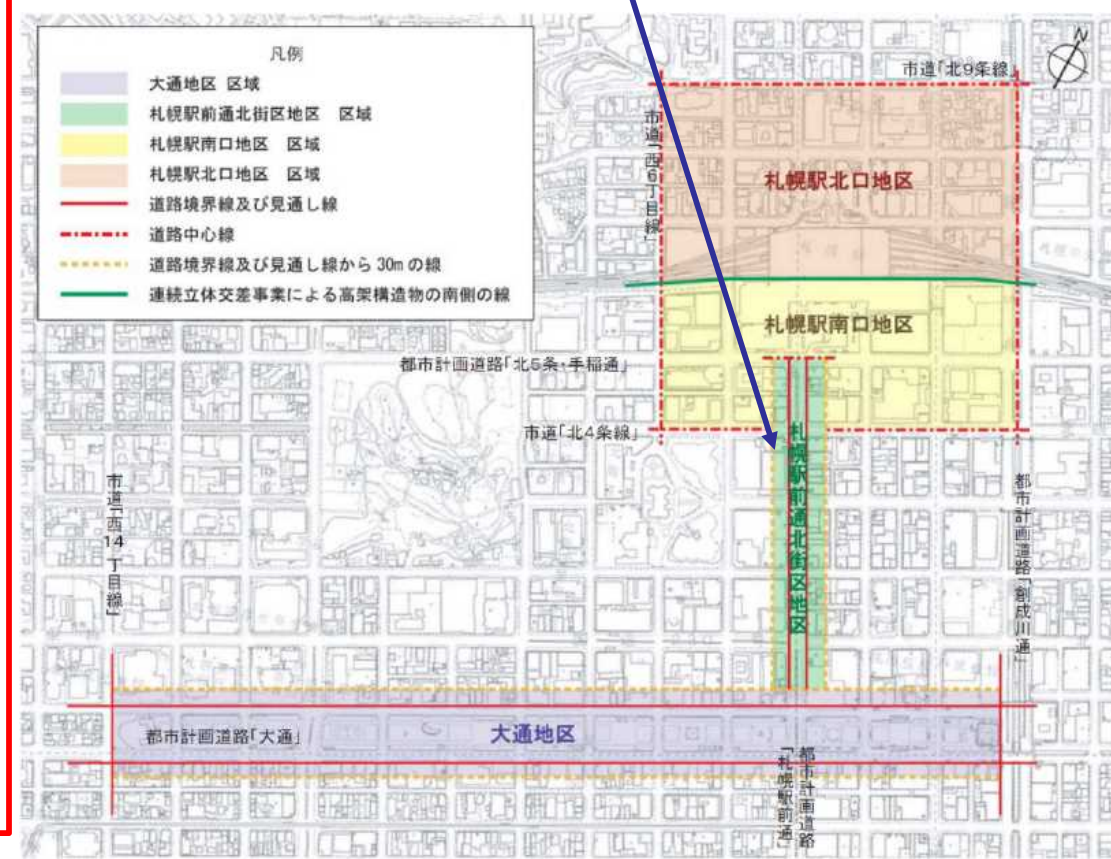 凡例
大通地区 区域
札幌駅前通北街区地区 区域
札幌駅南口地区 区域
札幌駅北口地区 区域
道路境界線及び見通し線
道路中心線
道路境界線及び見通し線から30mの線
連続立体交差事業による高架構造物の南側の線
N
市道「北9条線」
市道「西6丁目線」
札幌駅北口地区
札幌駅南口地区
都市計画道路「北5条・手稲通」
市道「北4条線」
札幌駅前通北街区地区
市道「西14丁目線」
都市計画道路「創成川通」
都市計画道路「大通」
大通地区
都市計画道路
「札幌駅前通」